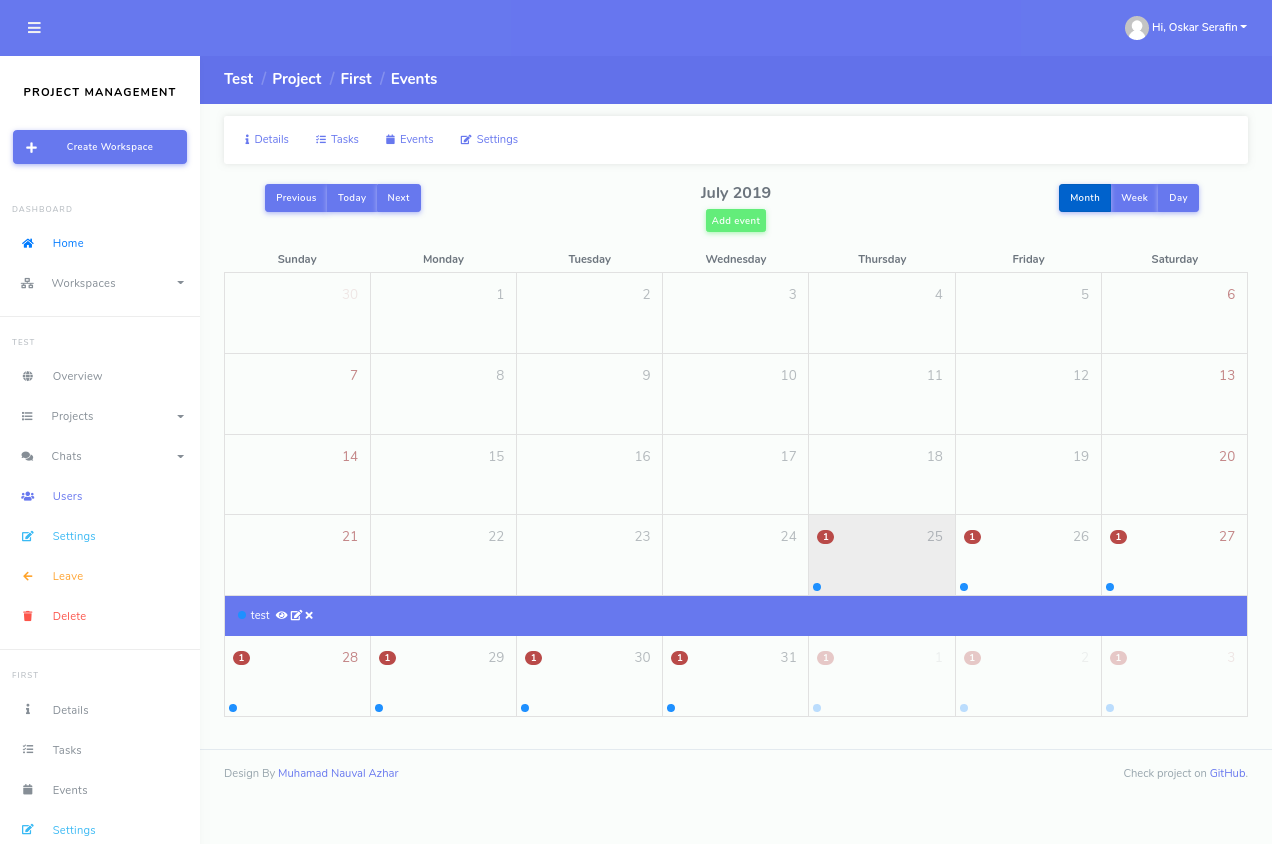 Hi, Oskar Serafin
PROJECT MANAGEMENT
Create Workspace
DASHBOARD
Home
Workspaces
TEST
Overview
Projects
Chats
Users
Settings
Leave
Delete
FIRST
Details
Tasks
Events
Settings
Test / Project / First / Events
Details Tasks Events Settings
Previous Today Next
July 2019
Add event
Month Week Day
Sunday Monday Tuesday Wednesday Thursday Friday Saturday
30 1 2 3 4 5 6
7 8 9 10 11 12 13
14 15 16 17 18 19 20
21 22 23 24 1 25 1 26 1 27
test
1 28 1 29 1 30 1 31 1 1 1 2 1 3
Design By Muhamad Nauval Azhar
Check project on GitHub.